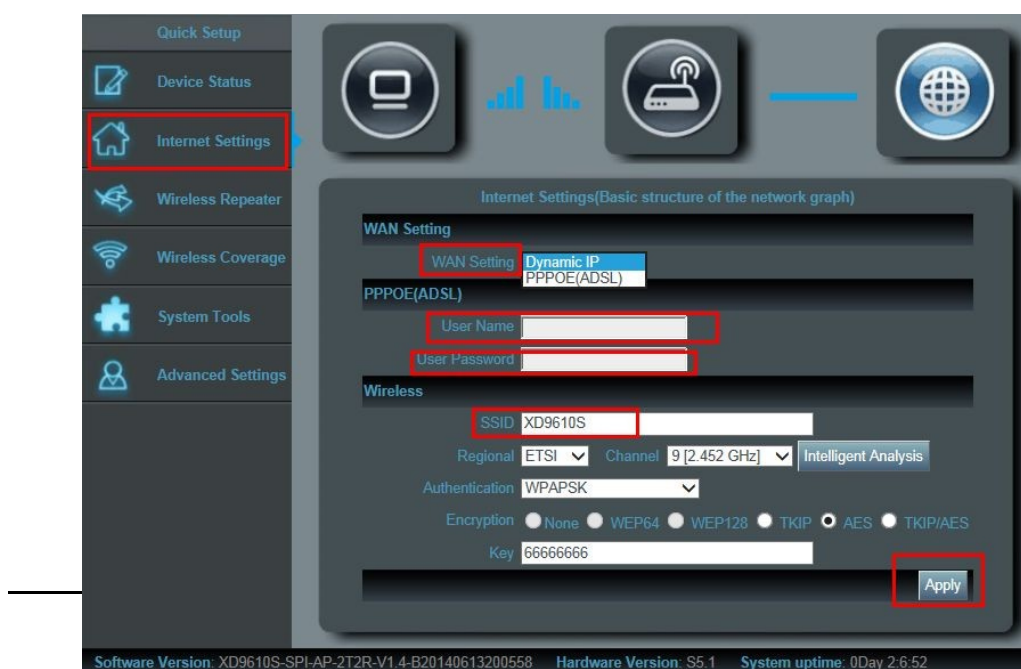 Quick Setup
Device Status
Internet Settings
Wireless Repeater
Wireless Coverage
System Tools
Advanced Settings
Internet Settings(Basic structure of the network graph)
WAN Setting
WAN Setting Dynamic IP
PPPOE(ADSL)
PPPOE(ADSL)
User Name
User Password
Wireless
SSID XD9610S
Regional ETSI Channel 9 [2.452 GHz] Intelligent Analysis
Authentication WPAPSK
Encryption None WEP64 WEP128 TKIP AES TKIP/AES
Key 66666666
Apply
Software Version: XD9610S-SPI-AP-2T2R-V1.4-B20140613200558 Hardware Version: S5.1 System uptime: 0Day 2:6:52